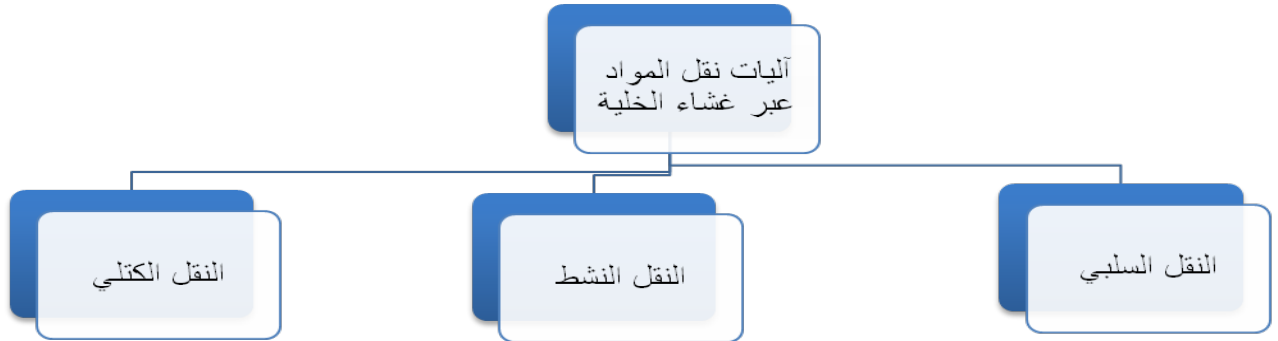 آليات نقل المواد
عبر غشاء الخلية
النقل السلبي
النقل النشط
النقل الكتلي